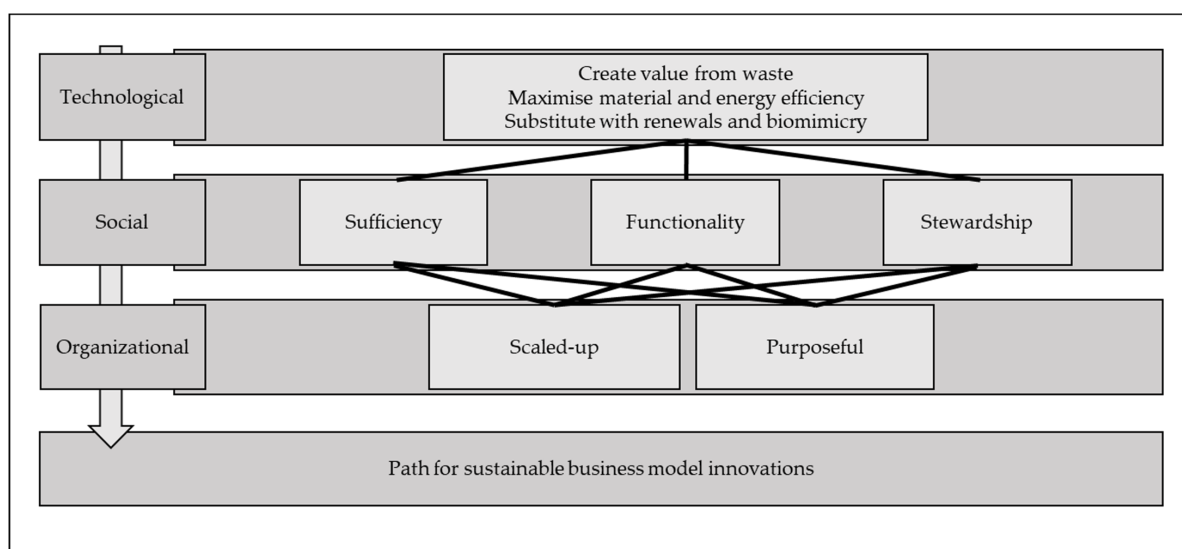 Technological
Create value from waste
Maximise material and energy efficiency
Substitute with renewals and biomimicry
Social
Sufficiency
Functionality
Stewardship
Organizational
Scaled-up
Purposeful
Path for sustainable business model innovations